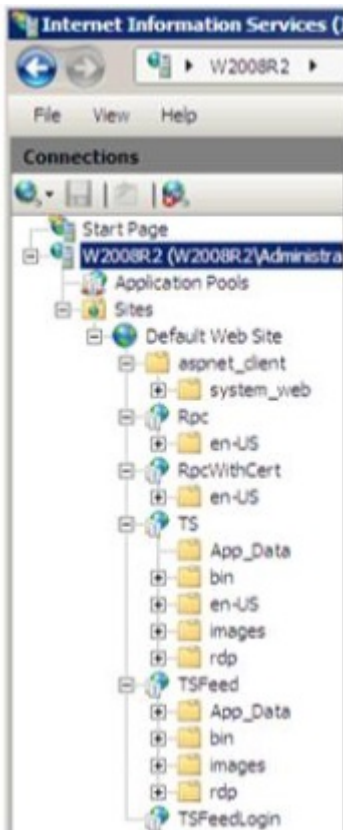 Internet Information Services (
W2008R2
File View Help
Connections
Start Page
W2008R2 (W2008R2\Administra
Application Pools
Sites
Default Web Site
aspnet_client
system_web
Rpc
en-US
RpcWithCert
en-US
TS
App_Data
bin
en-US
images
rdp
TSFeed
App_Data
bin
images
rdp
TSFeedLogin